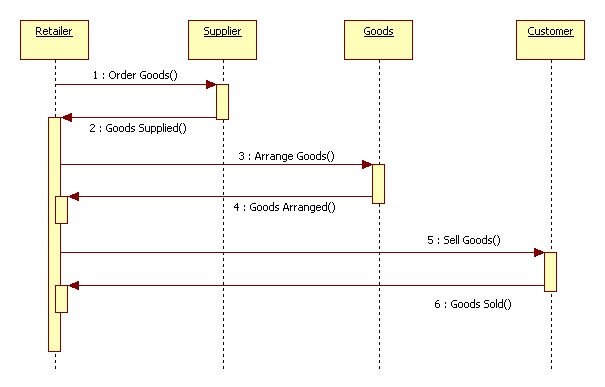 Retailer
Supplier
Goods
Customer
1 : Order Goods()
2 : Goods Supplied()
3 : Arrange Goods()
4 : Goods Arranged()
5 : Sell Goods()
6 : Goods Sold()